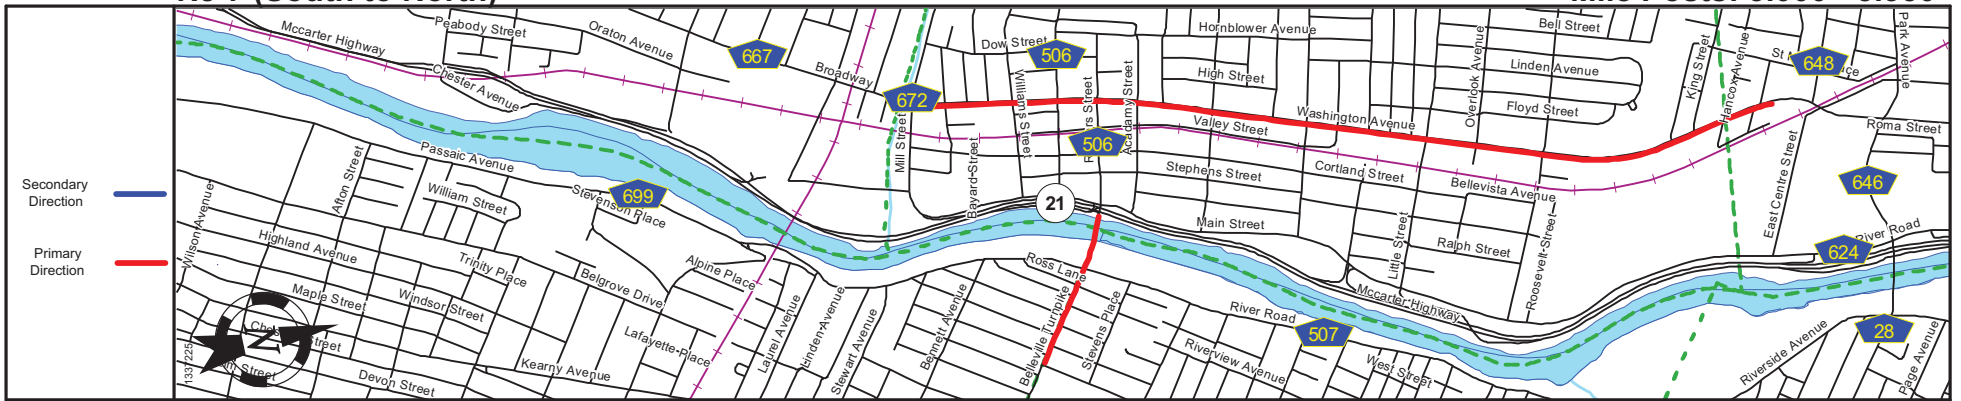 Secondary
Direction
Primary
Direction
Mccarter Highway
Peabody Street
Oraton Avenue
667
Broadway
Chester Avenue
672
Dow Street
506
Hornblower Avenue
High Street
Bell Street
Linden Avenue
Floyd Street
Overlook Avenue
King Street
Hancox Avenue
648
Park Avenue
Roma Street
Washington Avenue
Valley Street
Williams Street
Academy Street
506
Mill Street
Bayard Street
Stephens Street
Cortland Street
Bellevista Avenue
Passaic Avenue
Afton Street
William Street
Stevenson Place
699
21
Main Street
Little Street
Ralph Street
Roosevelt Street
East Centre Street
646
River Road
624
Wilson Avenue
Highland Avenue
Trinity Place
Belgrove Drive
Alpine Place
Ross Lane
Mccarter Highway
River Road
507
Maple Street
Windsor Street
Lafayette Place
Laurel Avenue
Linden Avenue
Stewart Avenue
Bennett Avenue
Belleville Turnpike
Stevens Place
Riverview Avenue
West Street
Riverside Avenue
28
Page Avenue
N
Kearny Avenue
Devon Street
1337225